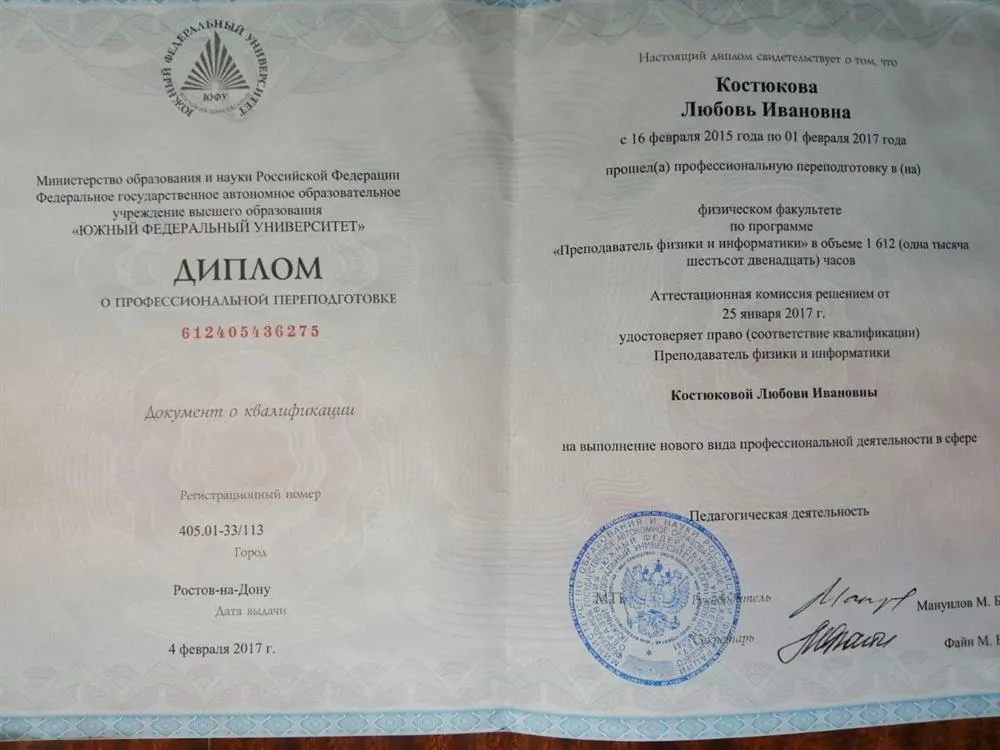 ЮЖНЫЙ ФЕДЕРАЛЬНЫЙ УНИВЕРСИТЕТ
ЮФУ
Министерство образования и науки Российской Федерации
Федеральное государственное автономное образовательное
учреждение высшего образования
«ЮЖНЫЙ ФЕДЕРАЛЬНЫЙ УНИВЕРСИТЕТ»
ДИПЛОМ
О ПРОФЕССИОНАЛЬНОЙ ПЕРЕПОДГОТОВКЕ
612405436275
Документ о квалификации
Регистрационный номер
405.01-33/113
Город
Ростов-на-Дону
Дата выдачи
4 февраля 2017 г.
Настоящий диплом свидетельствует о том, что
Костюкова
Любовь Ивановна
с 16 февраля 2015 года по 01 февраля 2017 года
прошел(а) профессиональную переподготовку в (на)
физическом факультете
по программе
«Преподаватель физики и информатики» в объеме 1 612 (одна тысяча
шестьсот двенадцать) часов
Аттестационная комиссия решением от
25 января 2017 г.
удостоверяет право (соответствие квалификации)
Преподаватель физики и информатики
Костюковой Любови Ивановны
на выполнение нового вида профессиональной деятельности в сфере
Педагогическая деятельность
М.П.
Руководитель
Мануилов М. Б
Секретарь
Файн М. Б